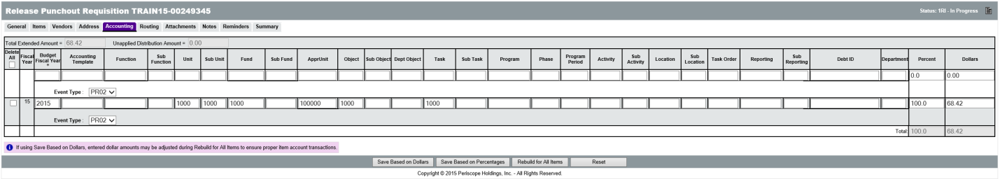 Release Punchout Requisition TRAIN15-00249345 Status: 1RI - In Progress
General Items Vendors Address Accounting Routing Attachments Notes Reminders Summary
Total Extended Amount = 68.42 Unapplied Distribution Amount = 0.00
Delete All Fiscal Year Budget Fiscal Year * Accounting Template Function Sub Function Unit Sub Unit Fund Sub Fund ApprUnit Object Sub Object Dept Object Task Sub Task Program Phase Program Period Activity Sub Activity Location Sub Location Task Order Reporting Sub Reporting Debt ID Department Percent Dollars
0.0 0.00
Event Type : PR02
15 2015 1000 1000 1000 100000 1000 1000 100.0 68.42
Event Type : PR02
Total: 100.0 68.42
If using Save Based on Dollars, entered dollar amounts may be adjusted during Rebuild for All Items to ensure proper item account transactions.
Save Based on Dollars Save Based on Percentages Rebuild for All Items Reset
Copyright © 2015 Periscope Holdings, Inc. - All Rights Reserved.